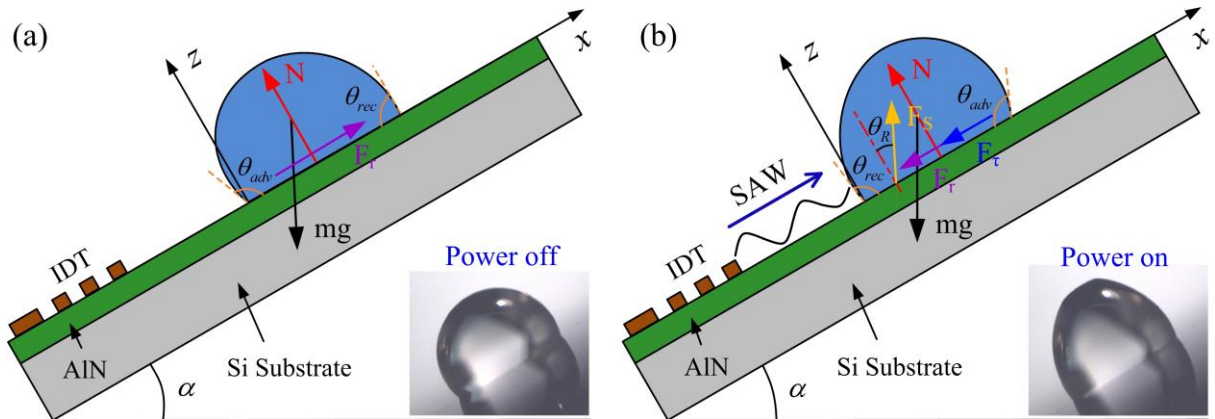 (a)
z
x
N
θrec
θadv
Fr
mg
IDT
AlN
Si Substrate
α
Power off
(b)
z
x
N
θadv
θR
FS
θrec
Fτ
Fr
SAW
mg
IDT
AlN
Si Substrate
α
Power on